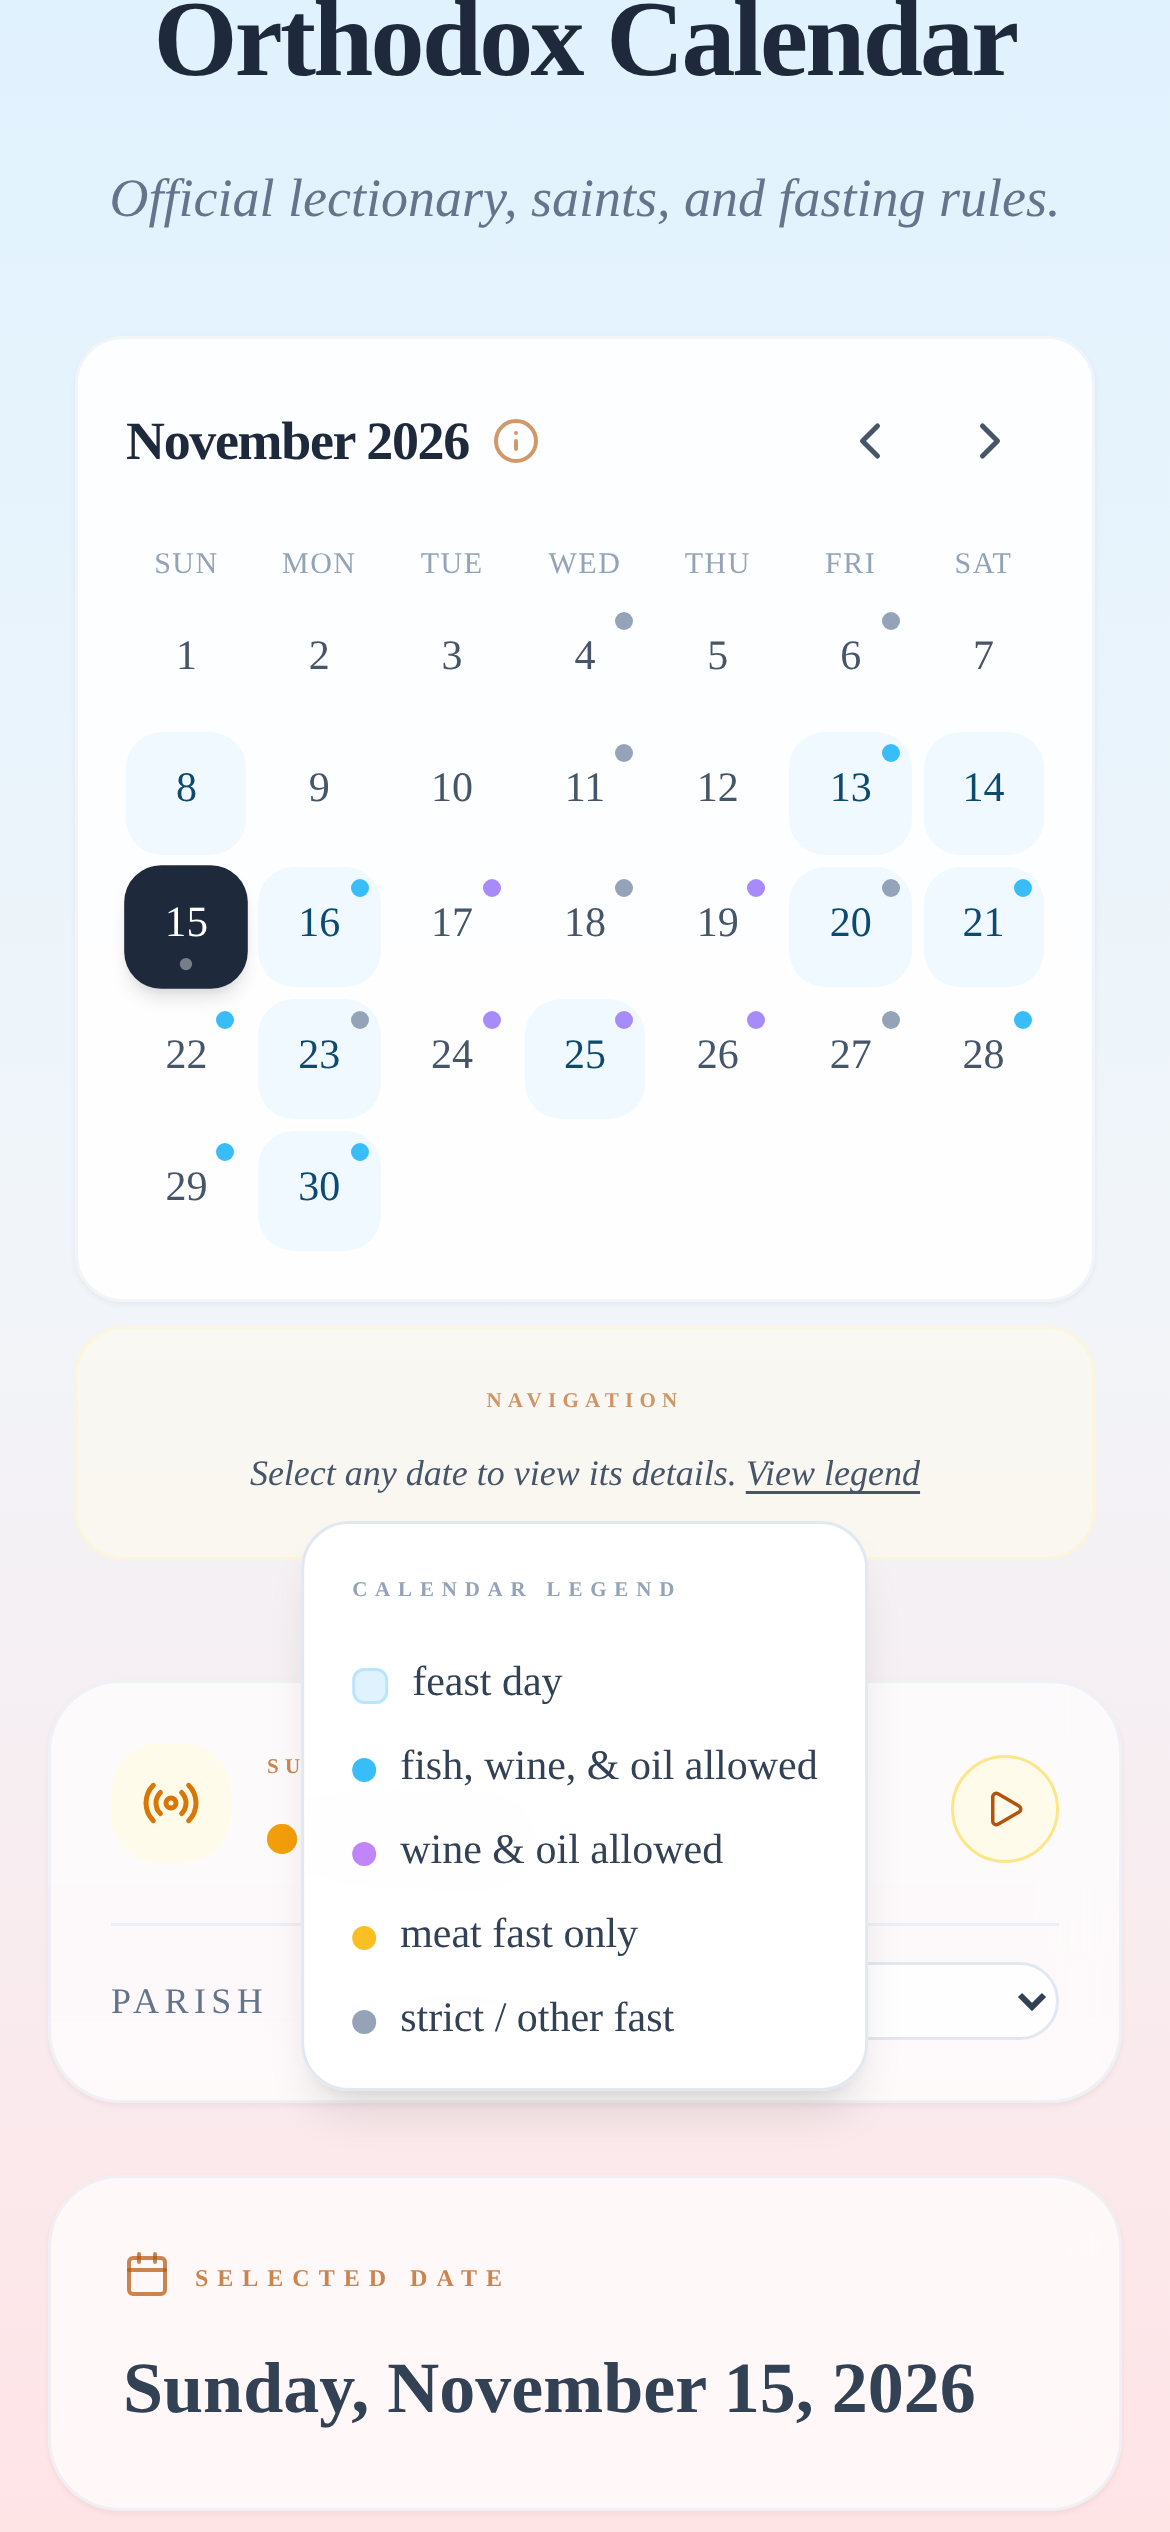 Orthodox Calendar
Official lectionary, saints, and fasting rules.
November 2026
SUN MON TUE WED THU FRI SAT
1 2 3 4 5 6 7
8 9 10 11 12 13 14
15 16 17 18 19 20 21
22 23 24 25 26 27 28
29 30
NAVIGATION
Select any date to view its details. View legend
CALENDAR LEGEND
feast day
fish, wine, & oil allowed
wine & oil allowed
meat fast only
strict / other fast
PARISH
SELECTED DATE
Sunday, November 15, 2026